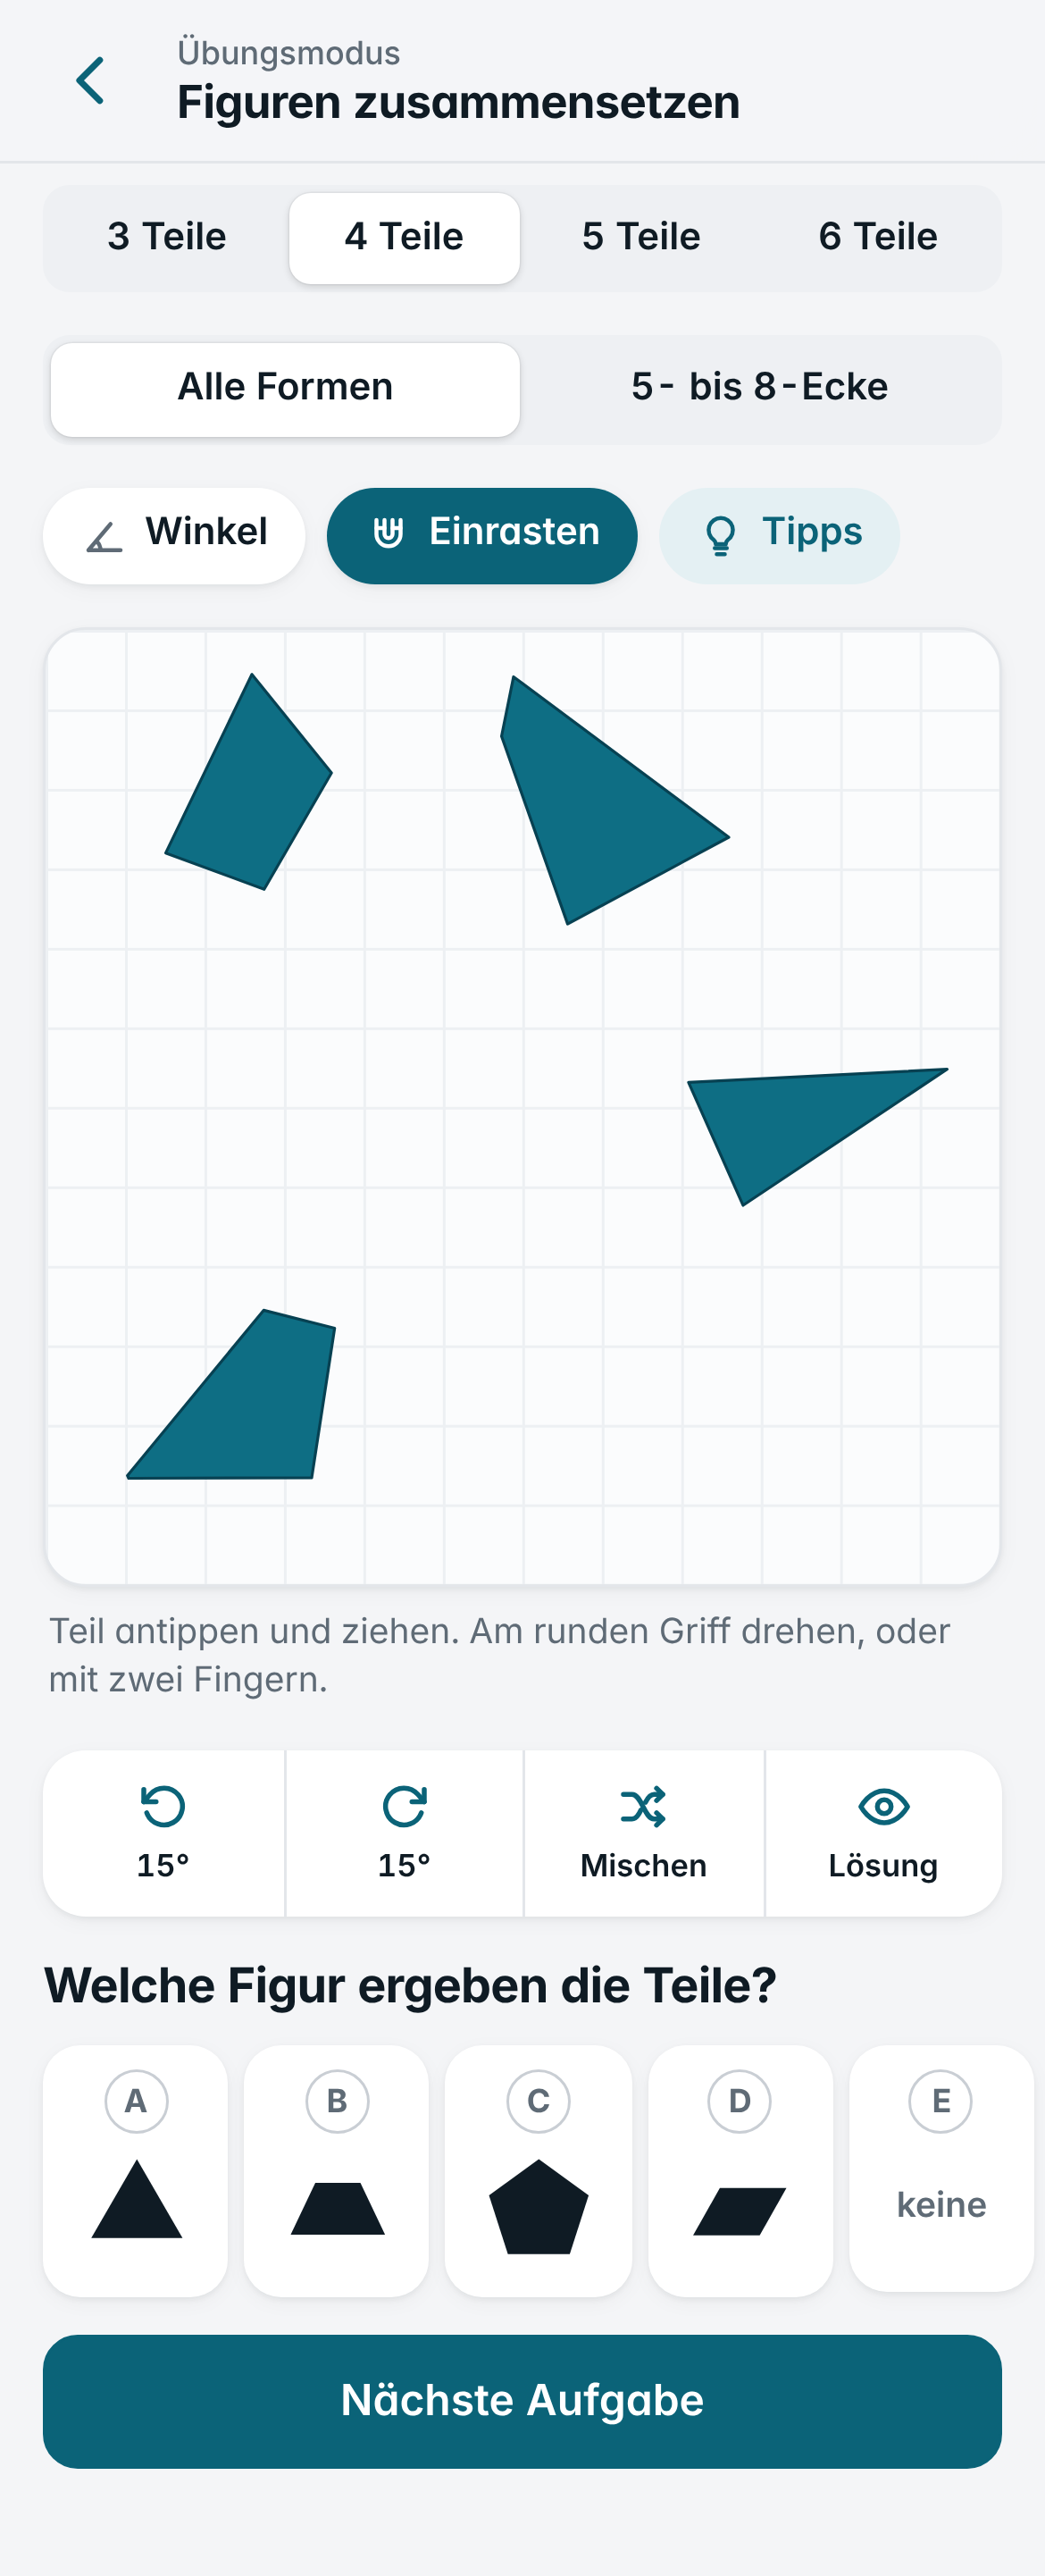 Übungsmodus
Figuren zusammensetzen
3 Teile 4 Teile 5 Teile 6 Teile
Alle Formen 5- bis 8-Ecke
Winkel Einrasten Tipps
Teil antippen und ziehen. Am runden Griff drehen, oder
mit zwei Fingern.
15° 15° Mischen Lösung
Welche Figur ergeben die Teile?
A B C D E
keine
Nächste Aufgabe